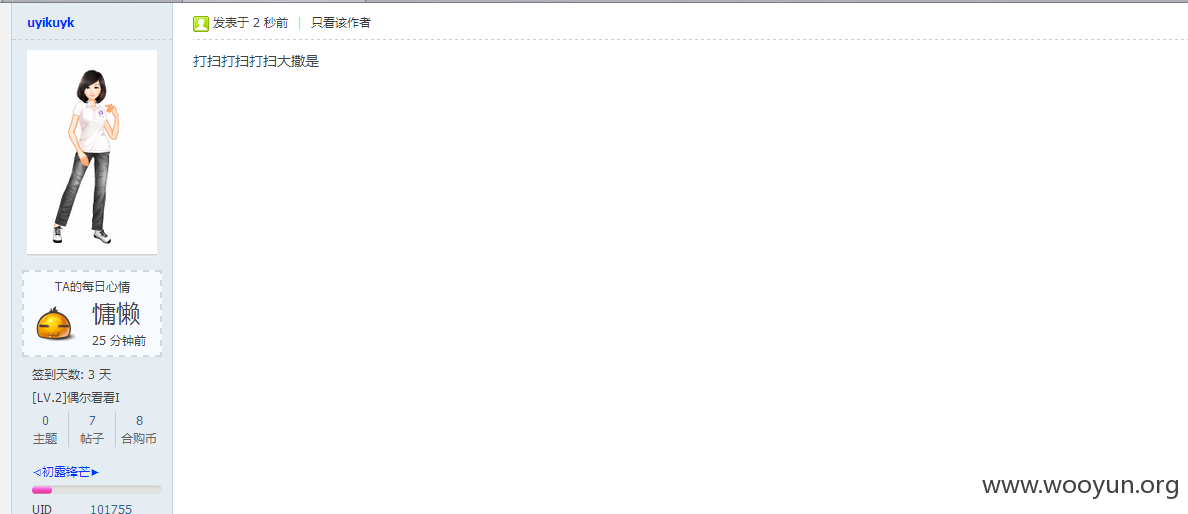 uyikuyk
发表于 2 秒前 | 只看该作者
打扫打扫打扫大撒是
TA的每日心情
慵懒
25 分钟前
签到天数: 3 天
[LV.2]偶尔看看I
0 7 8
主题 帖子 合购币
◁初露锋芒▶
UID 101755
www.wooyun.org